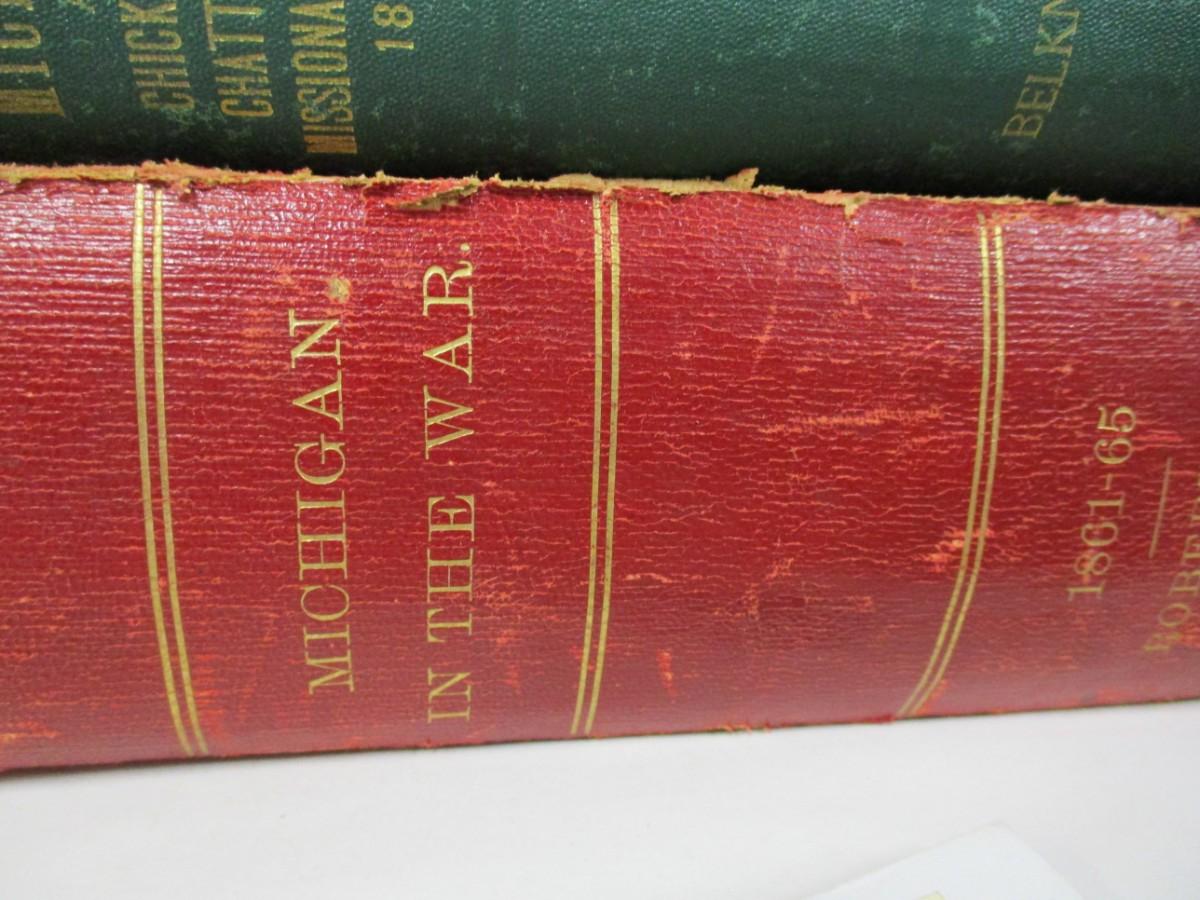 CHICK
CHATT
MISSIONA
18
BELKN
MICHIGAN.
IN THE WAR.
1861-65